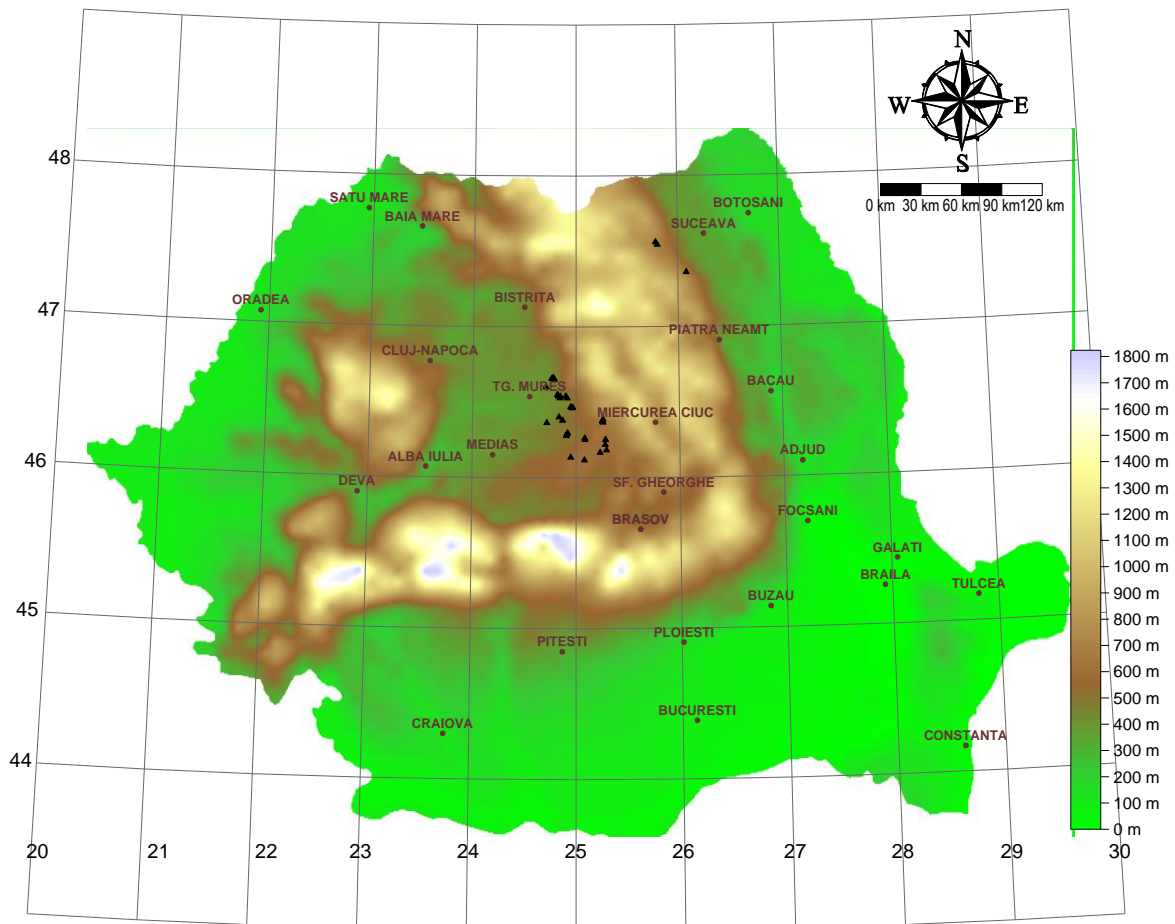 N
W E
S
0 km 30 km 60 km 90 km 120 km
48
SATU MARE
BAIA MARE
BOTOSANI
SUCEAVA
47
ORADEA
BISTRITA
PIATRA NEAMT
CLUJ-NAPOCA
TG. MURES
BACAU
MIERCUREA CIUC
46
MEDIAS
ALBA IULIA
ADJUD
DEVA
SF. GHEORGHE
BRASOV
FOCSANI
GALATI
BRAILA
TULCEA
45
BUZAU
PITESTI
PLOIESTI
BUCURESTI
CRAIOVA
CONSTANTA
44
1800 m
1700 m
1600 m
1500 m
1400 m
1300 m
1200 m
1100 m
1000 m
900 m
800 m
700 m
600 m
500 m
400 m
300 m
200 m
100 m
0 m
20 21 22 23 24 25 26 27 28 29 30